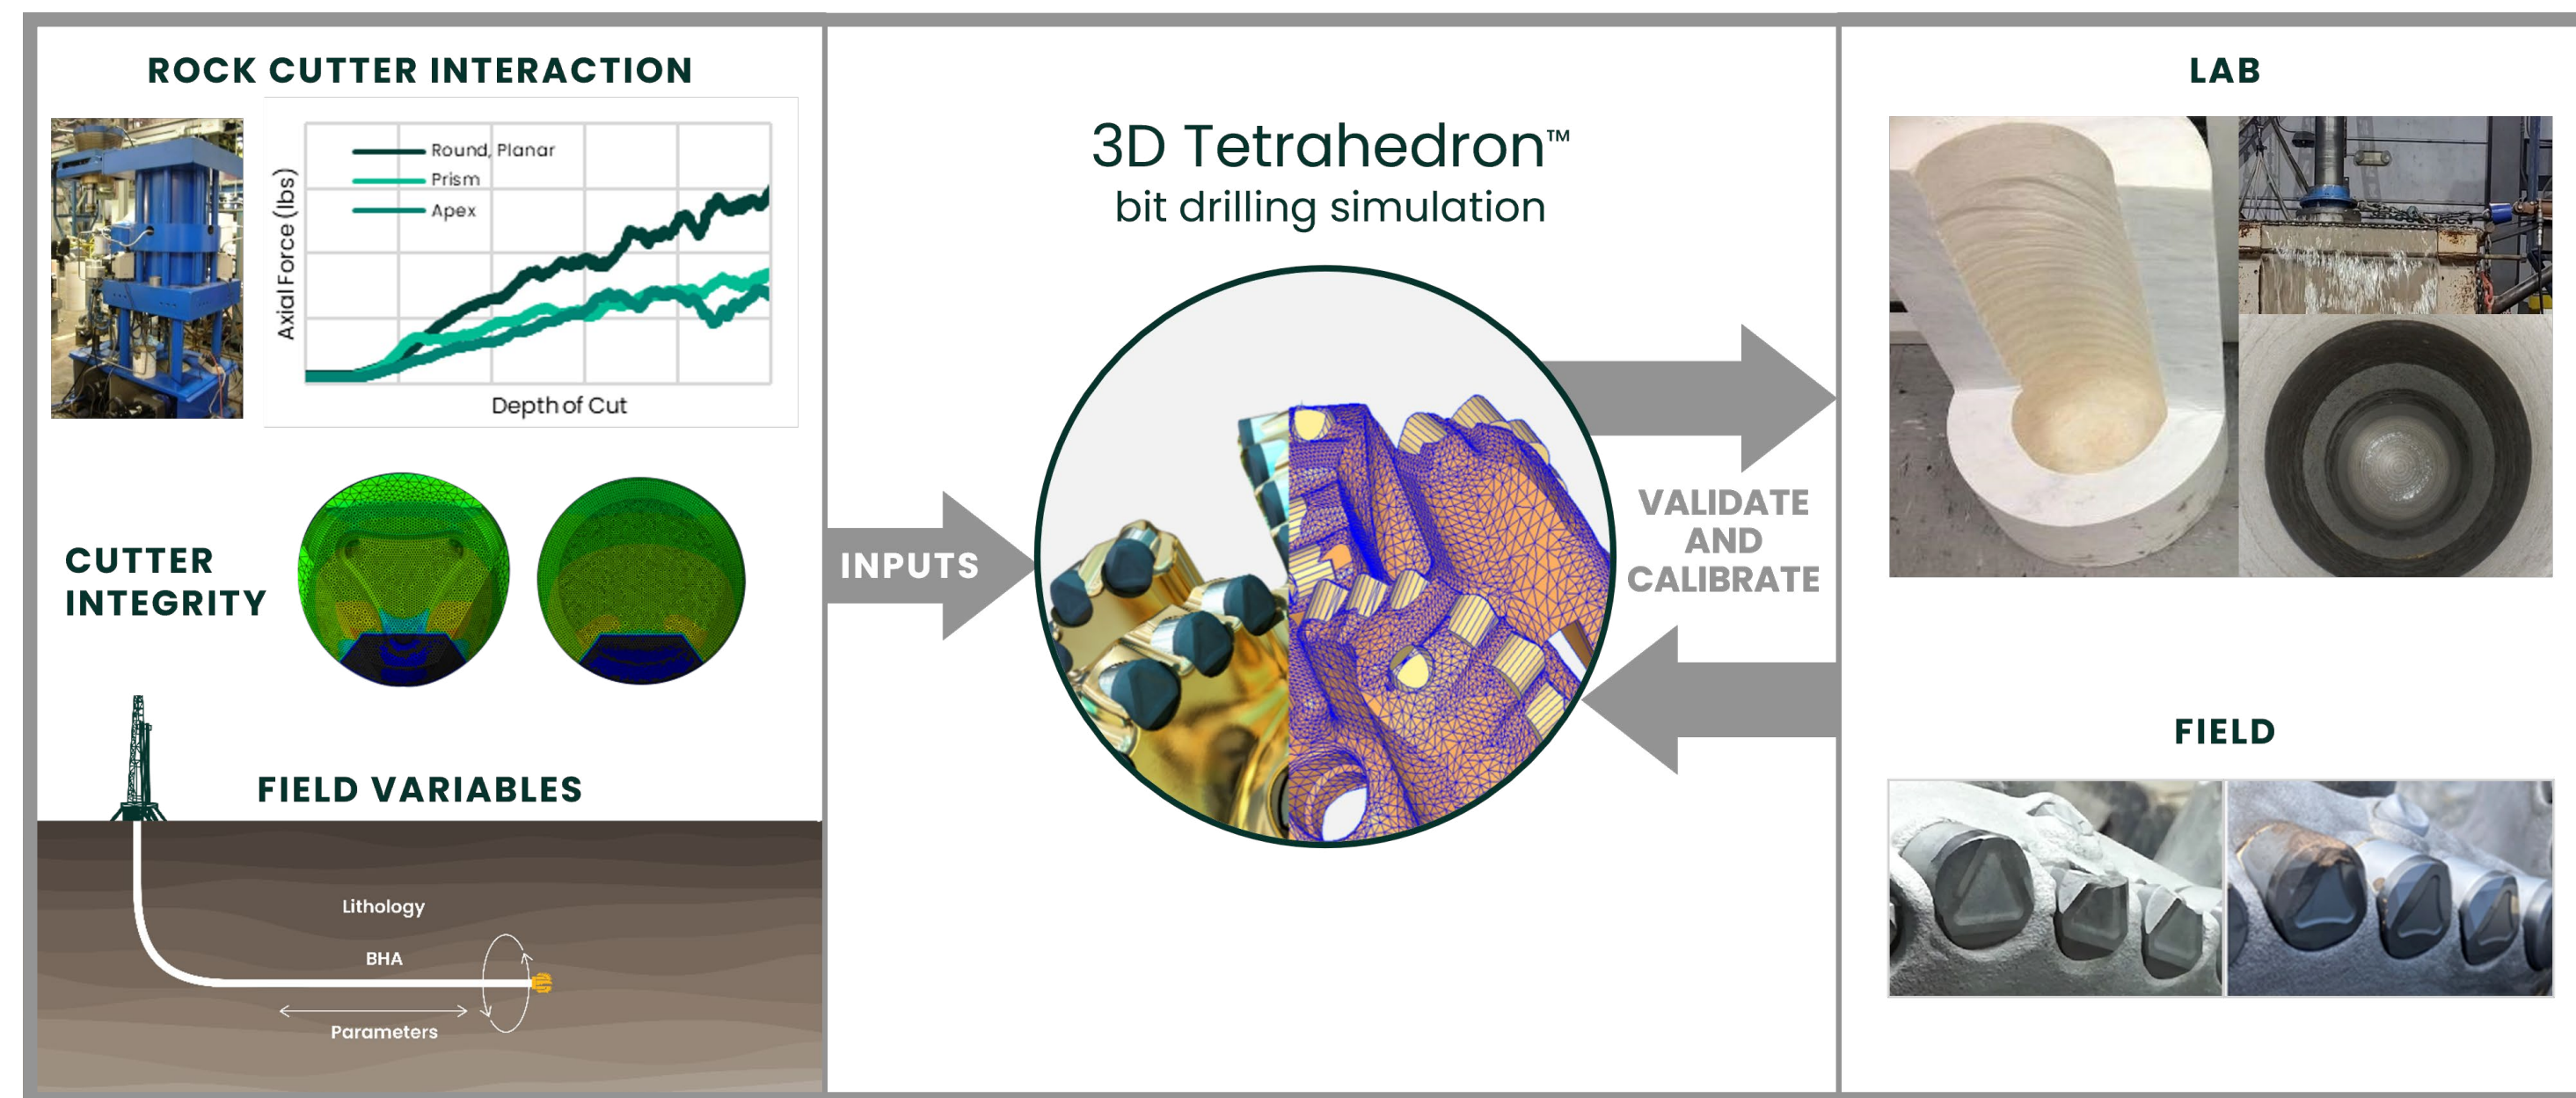 ROCK CUTTER INTERACTION
Axial Force (lbs)
Round, Planar
Prism
Apex
Depth of Cut
CUTTER
INTEGRITY
FIELD VARIABLES
Lithology
BHA
Parameters
INPUTS
3D Tetrahedron™
bit drilling simulation
VALIDATE
AND
CALIBRATE
LAB
FIELD